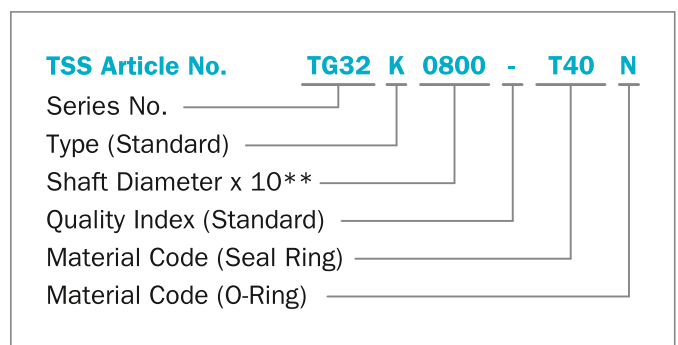 TSS Article No. TG32 K 0800 - T40 N
Series No.
Type (Standard)
Shaft Diameter x 10**
Quality Index (Standard)
Material Code (Seal Ring)
Material Code (O-Ring)